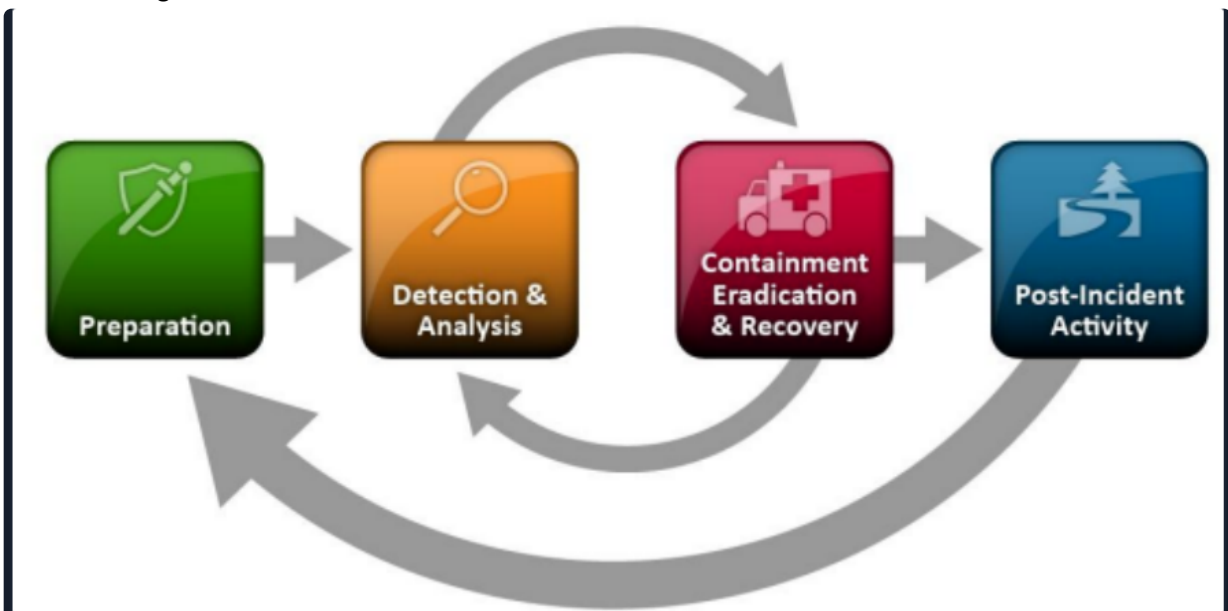 Preparation
Detection &
Analysis
Containment
Eradication
& Recovery
Post-Incident
Activity